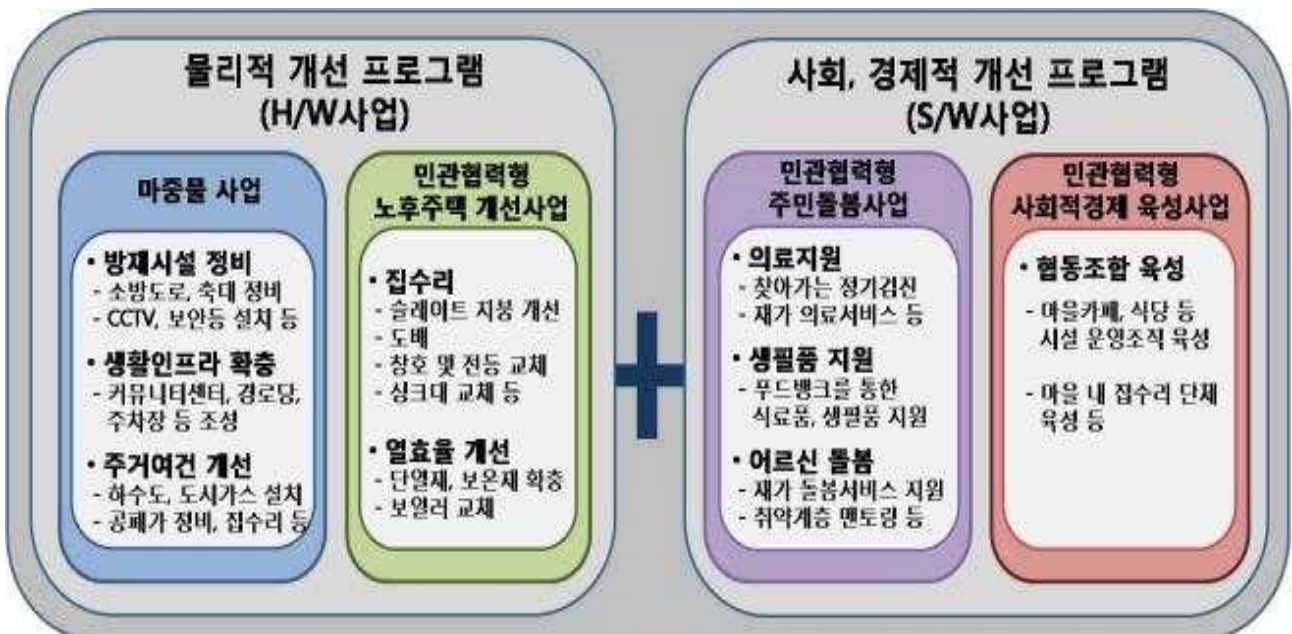 물리적 개선 프로그램
(H/W사업)
마중물 사업
• 방재시설 정비
- 소방도로, 축대 정비
- CCTV, 보안등 설치 등
• 생활인프라 확충
- 커뮤니티센터, 경로당,
주차장 등 조성
• 주거여건 개선
- 하수도, 도시가스 설치
- 공폐가 정비, 집수리 등
민관협력형
노후주택 개선사업
• 집수리
- 슬레이트 지붕 개선
- 도배
- 창호 및 전등 교체
- 싱크대 교체 등
• 열효율 개선
- 단열재, 보온재 확충
- 보일러 교체
사회, 경제적 개선 프로그램
(S/W사업)
민관협력형
주민돌봄사업
• 의료지원
- 찾아가는 정기검진
- 재가 의료서비스 등
• 생필품 지원
- 푸드뱅크를 통한
식료품, 생필품 지원
• 어르신 돌봄
- 재가 돌봄서비스 지원
- 취약계층 멘토링 등
민관협력형
사회적경제 육성사업
• 협동조합 육성
- 마을카페, 식당 등
시설 운영조직 육성
- 마을 내 집수리 단체
육성 등